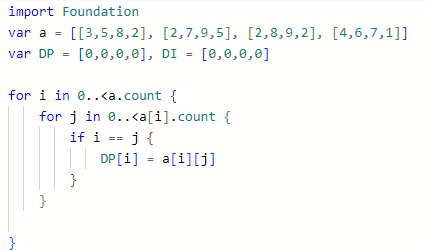 import Foundation
var a = [[3,5,8,2], [2,7,9,5], [2,8,9,2], [4,6,7,1]]
var DP = [0,0,0,0], DI = [0,0,0,0]
for i in 0..<a.count {
for j in 0..<a[i].count {
if i == j {
DP[i] = a[i][j]
}
}
}